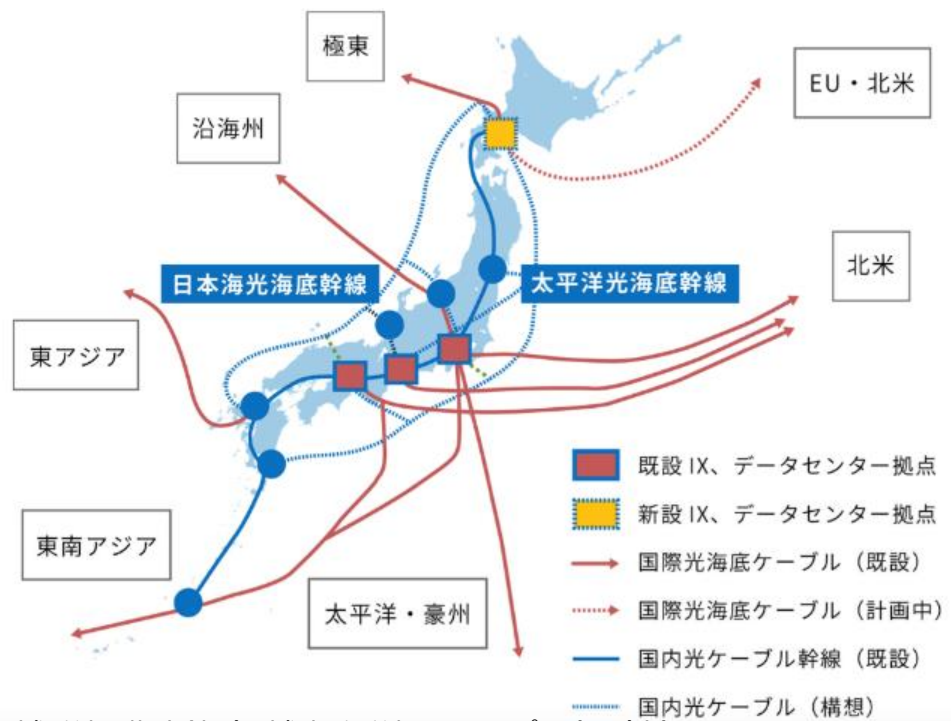 極東
EU・北米
沿海州
北米
日本海光海底幹線
太平洋光海底幹線
東アジア
既設 IX、データセンター拠点
新設 IX、データセンター拠点
東南アジア
国際光海底ケーブル（既設）
太平洋・豪州
国際光海底ケーブル（計画中）
国内光ケーブル幹線（既設）
国内光ケーブル（構想）